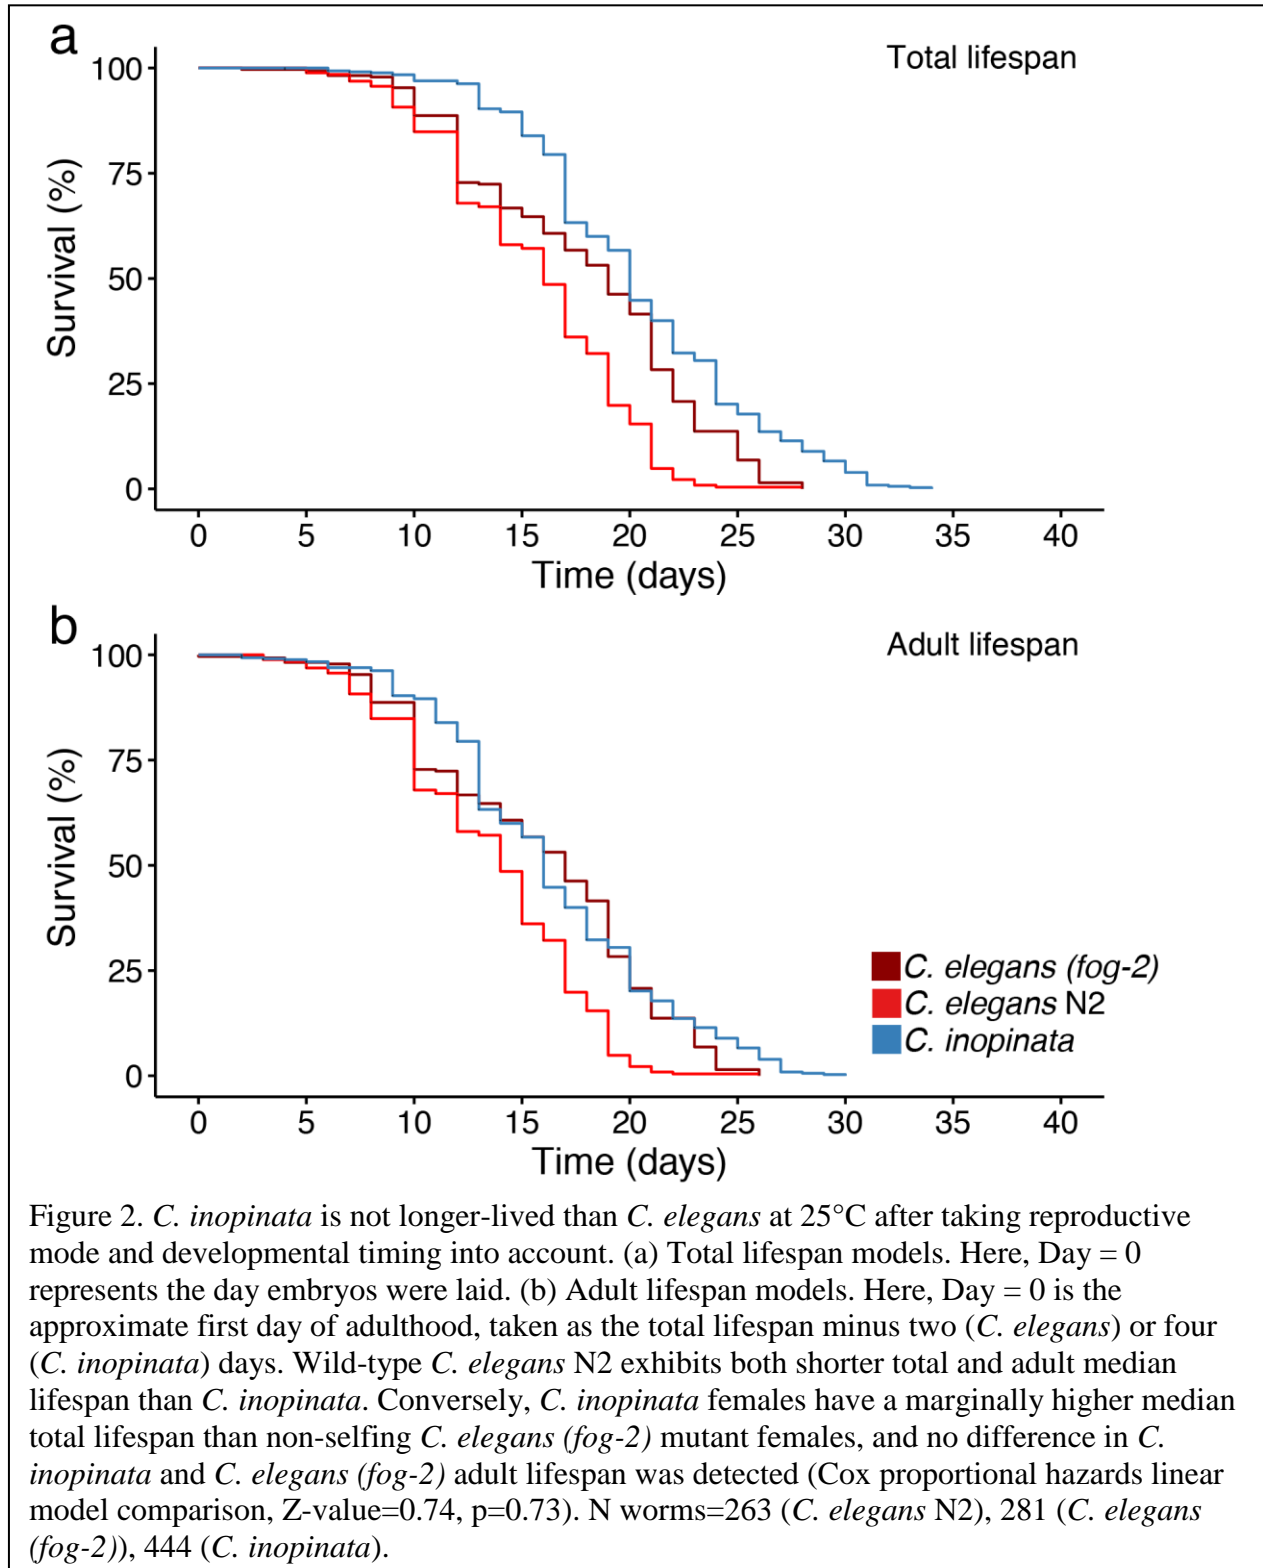 a
Total lifespan
100
75
50
25
0
Survival (%)
0 5 10 15 20 25 30 35 40
Time (days)
b
Adult lifespan
100
75
50
25
0
Survival (%)
C. elegans (fog-2)
C. elegans N2
C. inopinata
0 5 10 15 20 25 30 35 40
Time (days)
Figure 2. C. inopinata is not longer-lived than C. elegans at 25°C after taking reproductive
mode and developmental timing into account. (a) Total lifespan models. Here, Day = 0
represents the day embryos were laid. (b) Adult lifespan models. Here, Day = 0 is the
approximate first day of adulthood, taken as the total lifespan minus two (C. elegans) or four
(C. inopinata) days. Wild-type C. elegans N2 exhibits both shorter total and adult median
lifespan than C. inopinata. Conversely, C. inopinata females have a marginally higher median
total lifespan than non-selfing C. elegans (fog-2) mutant females, and no difference in C.
inopinata and C. elegans (fog-2) adult lifespan was detected (Cox proportional hazards linear
model comparison, Z-value=0.74, p=0.73). N worms=263 (C. elegans N2), 281 (C. elegans
(fog-2)), 444 (C. inopinata).